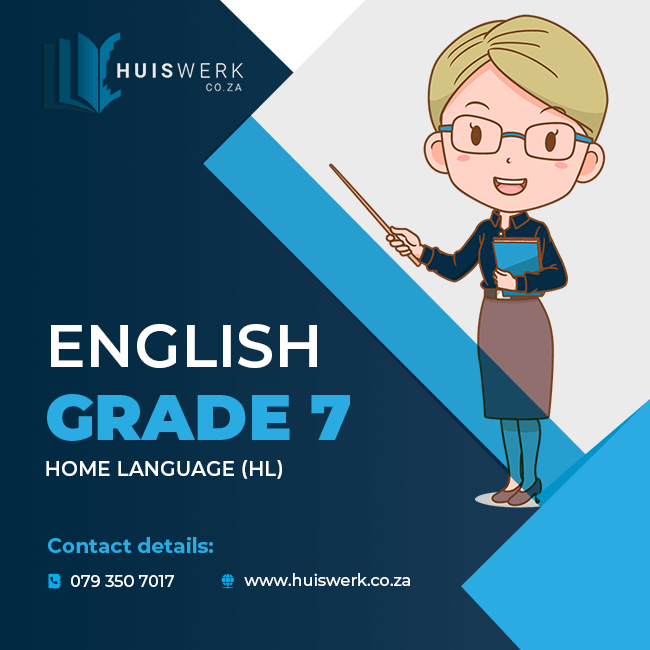 HUISWERK
CO.ZA
ENGLISH
GRADE 7
HOME LANGUAGE (HL)
Contact details:
079 350 7017 www.huiswerk.co.za